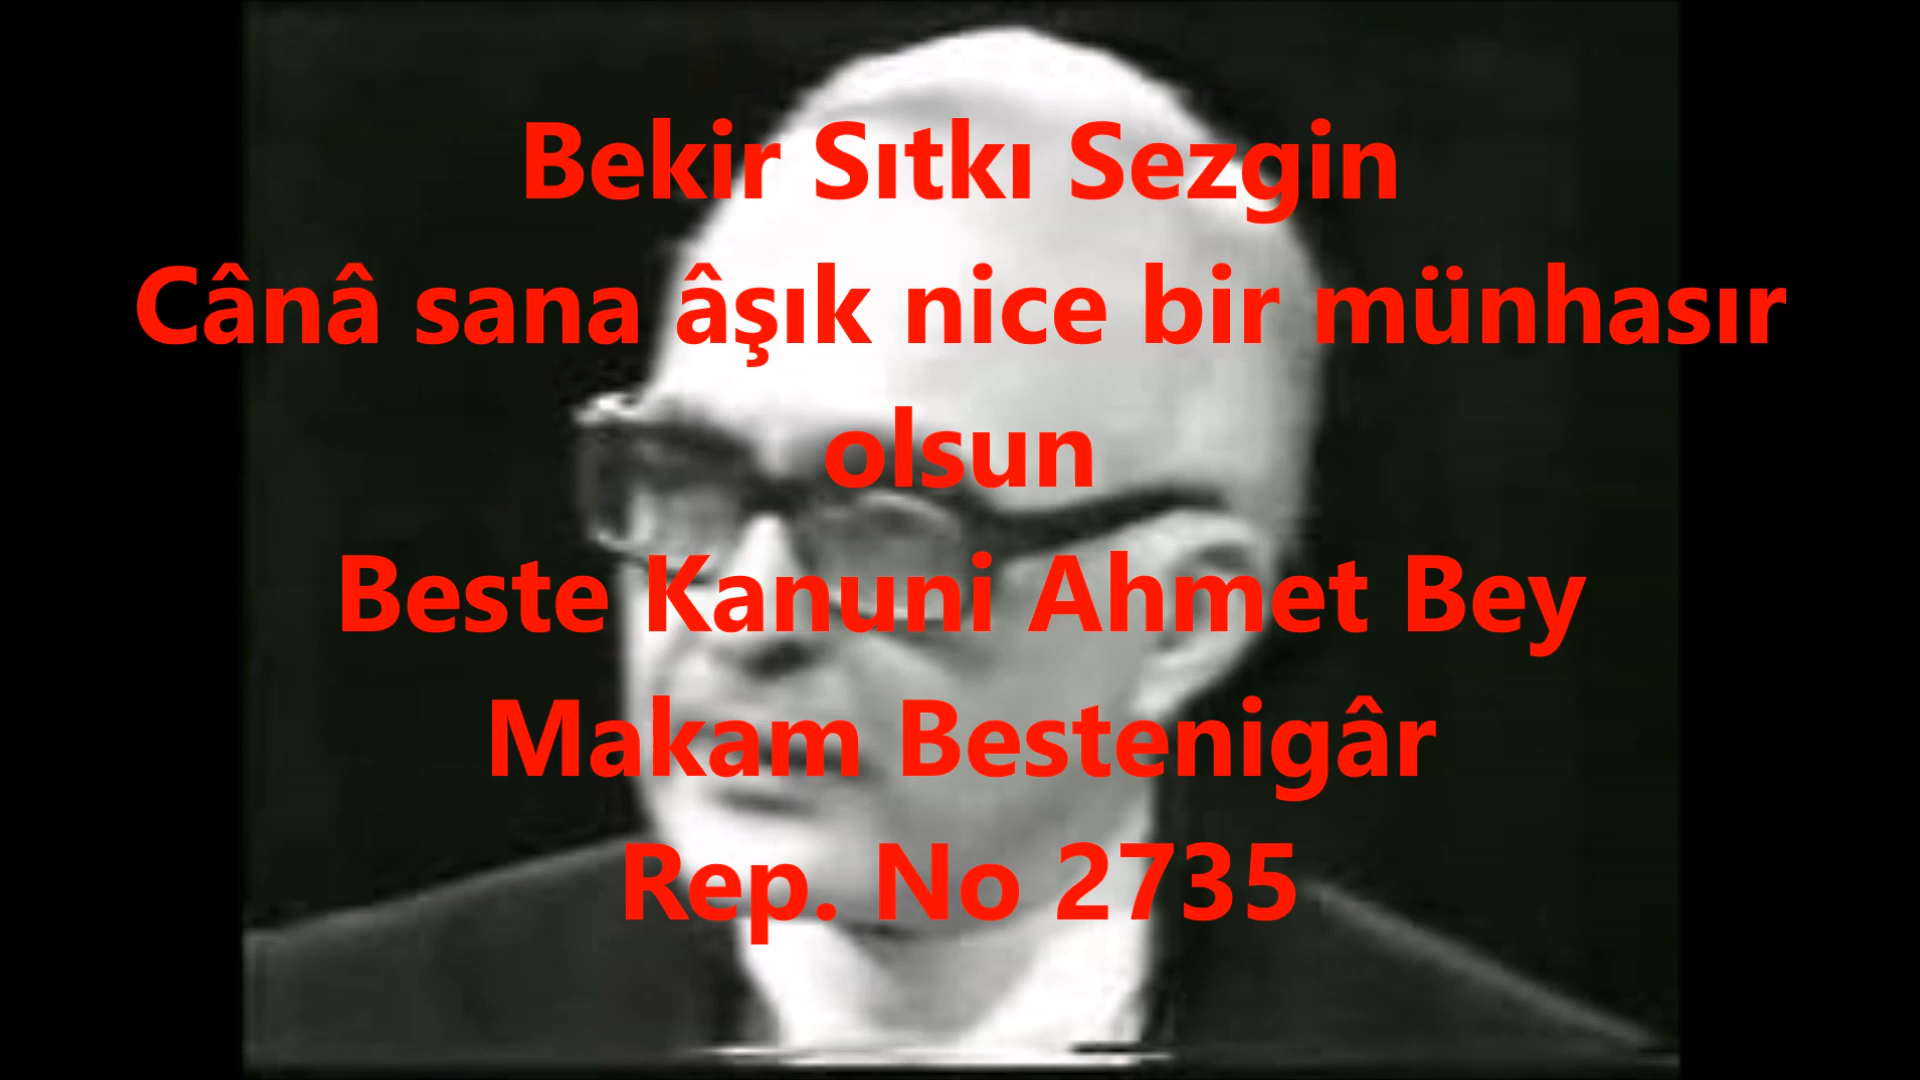 Bekir Sıtkı Sezgin
Cânâ sana âşık nice bir münhasır
olsun
Beste Kanuni Ahmet Bey
Makam Bestenigâr
Rep. No 2735